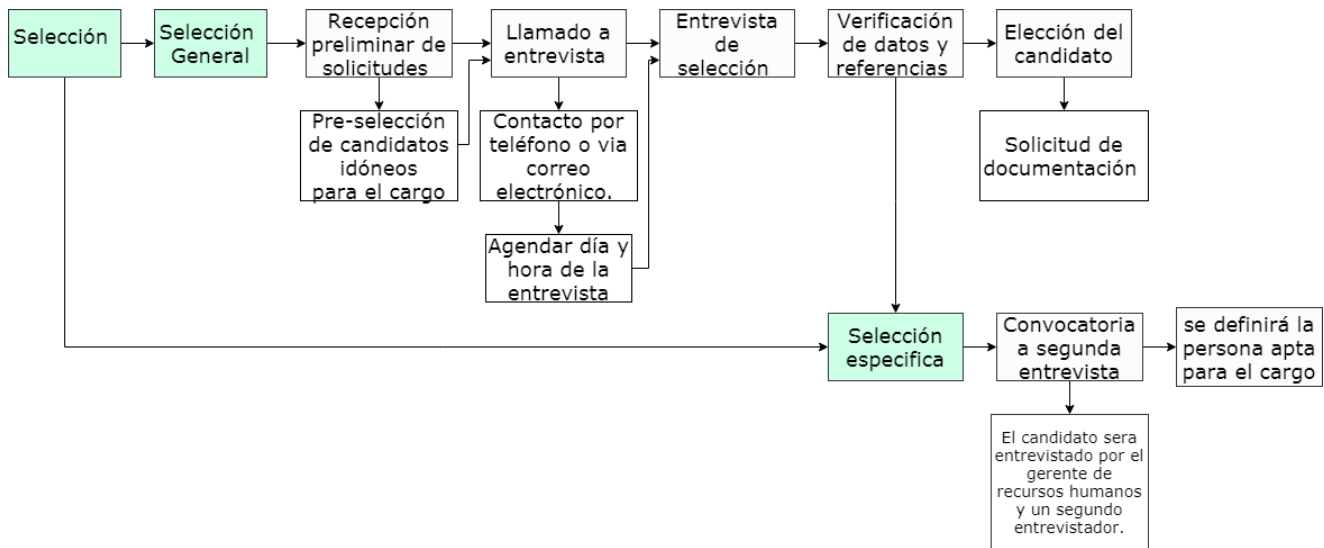 Selección
Selección
General
Recepción
preliminar de
solicitudes
Llamado a
entrevista
Entrevista
de
selección
Verificación
de datos y
referencias
Elección del
candidato
Pre-selección
de candidatos
idóneos
para el cargo
Contacto por
teléfono o via
correo
electrónico.
Solicitud de
documentación
Agendar día y
hora de la
entrevista
Selección
especifica
Convocatoria
a segunda
entrevista
se definirá la
persona apta
para el cargo
El candidato sera
entrevistado por el
gerente de
recursos humanos
y un segundo
entrevistador.